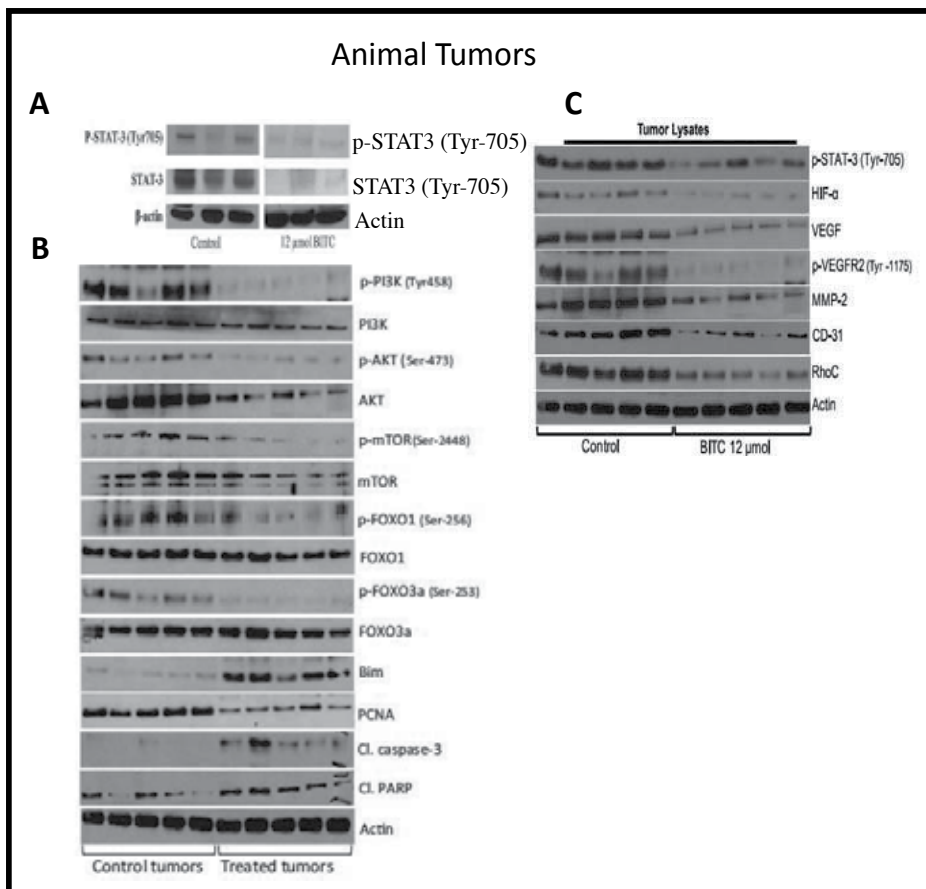 Animal Tumors
A
P-STAT-3 (Tyr705)
p-STAT3 (Tyr-705)
STAT-3
STAT3 (Tyr-705)
β-actin
Actin
Control
12 µmol BITC
B
p-PI3K (Tyr458)
PI3K
p-AKT (Ser-473)
AKT
p-mTOR(Ser-2448)
mTOR
p-FOXO1 (Ser-256)
FOXO1
p-FOXO3a (Ser-253)
FOXO3a
Bim
PCNA
Cl. caspase-3
Cl. PARP
Actin
Control tumors
Treated tumors
C
Tumor Lysates
p-STAT-3 (Tyr-705)
HIF-α
VEGF
p-VEGFR2 (Tyr -1175)
MMP-2
CD-31
RhoC
Actin
Control
BITC 12 µmol